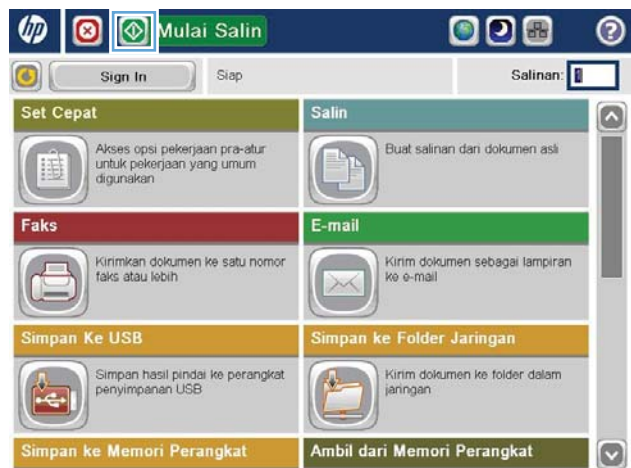 hp Mulai Salin ?
Sign In Siap Salinan: 1
Set Cepat
Akses opsi pekerjaan pra-atur
untuk pekerjaan yang umum
digunakan
Salin
Buat salinan dari dokumen asli
Faks
Kirimkan dokumen ke satu nomor
faks atau lebih
E-mail
Kirim dokumen sebagai lampiran
ke e-mail
Simpan Ke USB
Simpan hasil pindai ke perangkat
penyimpanan USB
Simpan ke Folder Jaringan
Kirim dokumen ke folder dalam
jaringan
Simpan ke Memori Perangkat
Ambil dari Memori Perangkat